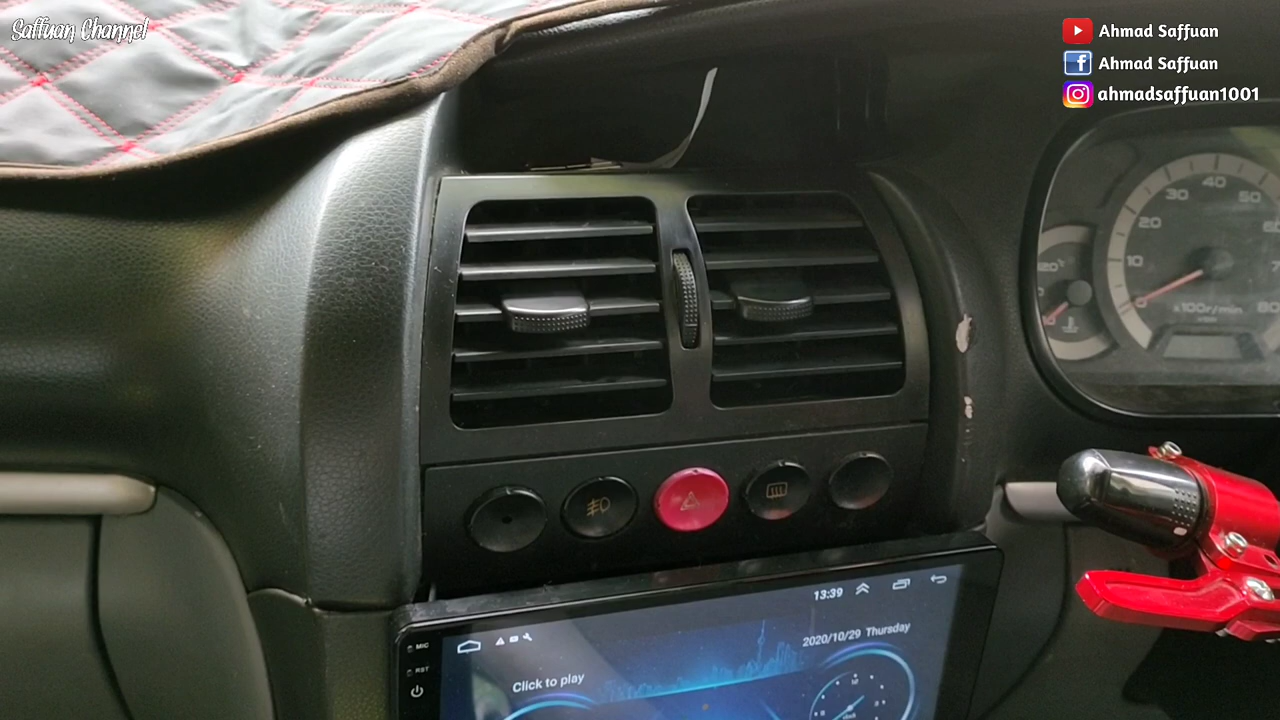 Saffuan Channel
Ahmad Saffuan
Ahmad Saffuan
ahmadsaffuan1001
10
20
30
40
50
x100r/min
80
MIC
RST
13:39
2020/10/29 Thursday
Click to play